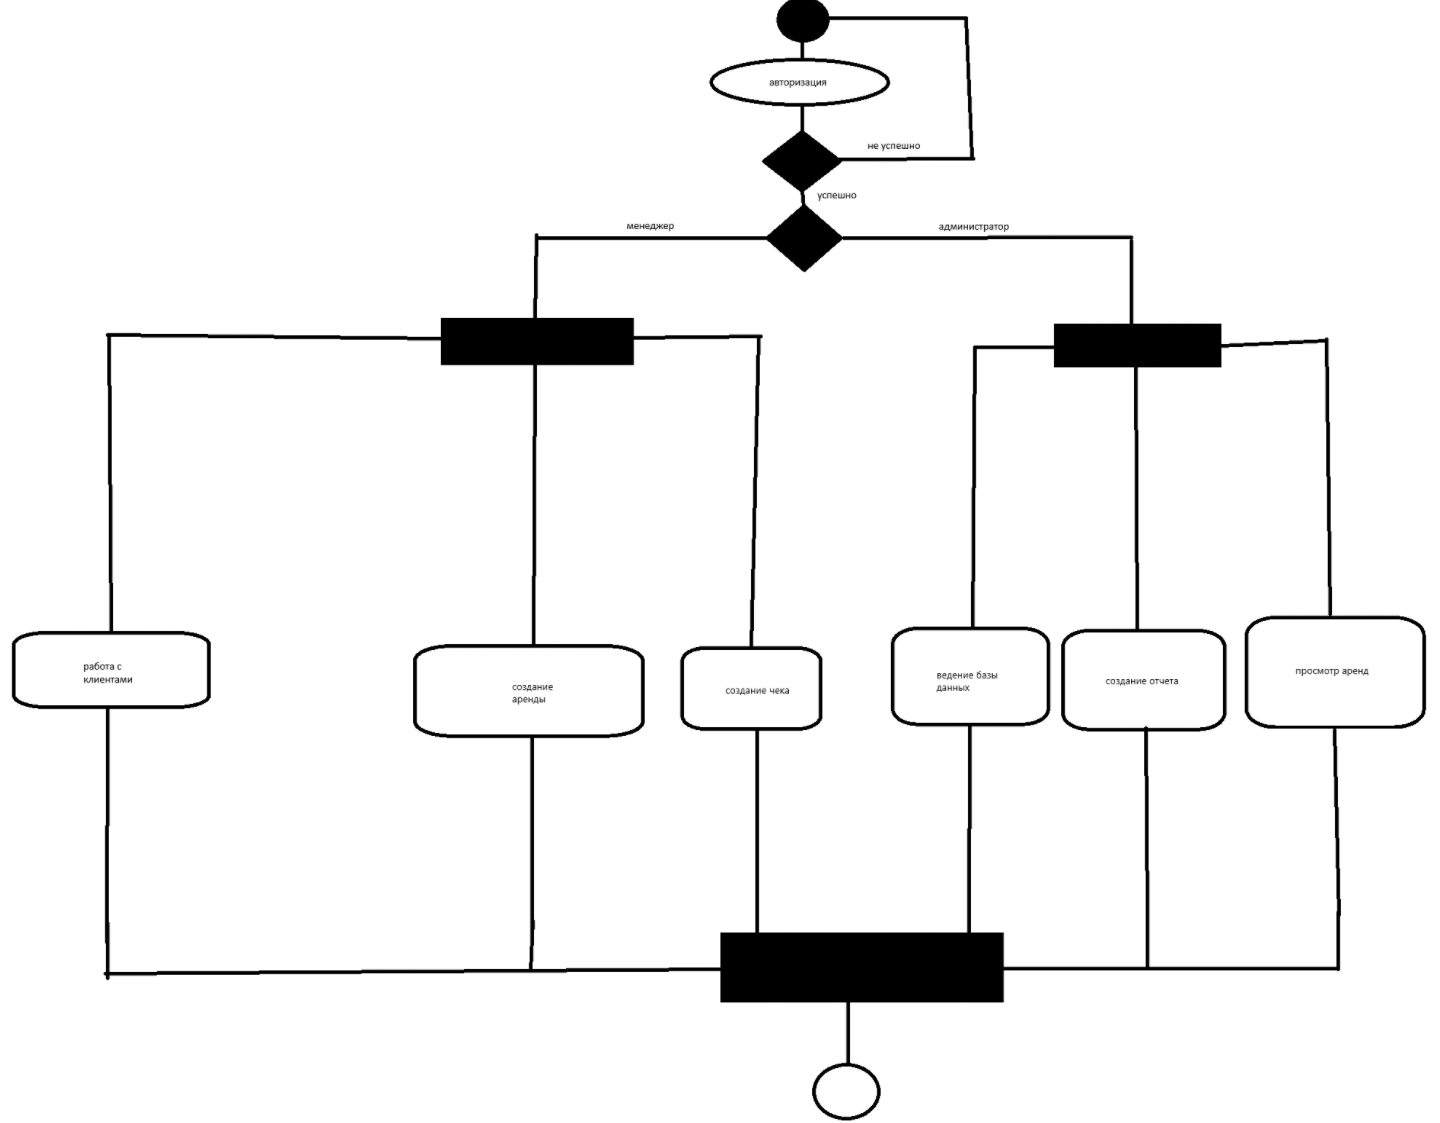 авторизация
не успешно
успешно
менеджер
администратор
работа с
клиентами
создание
аренды
создание чека
ведение базы
данных
создание отчета
просмотр аренд